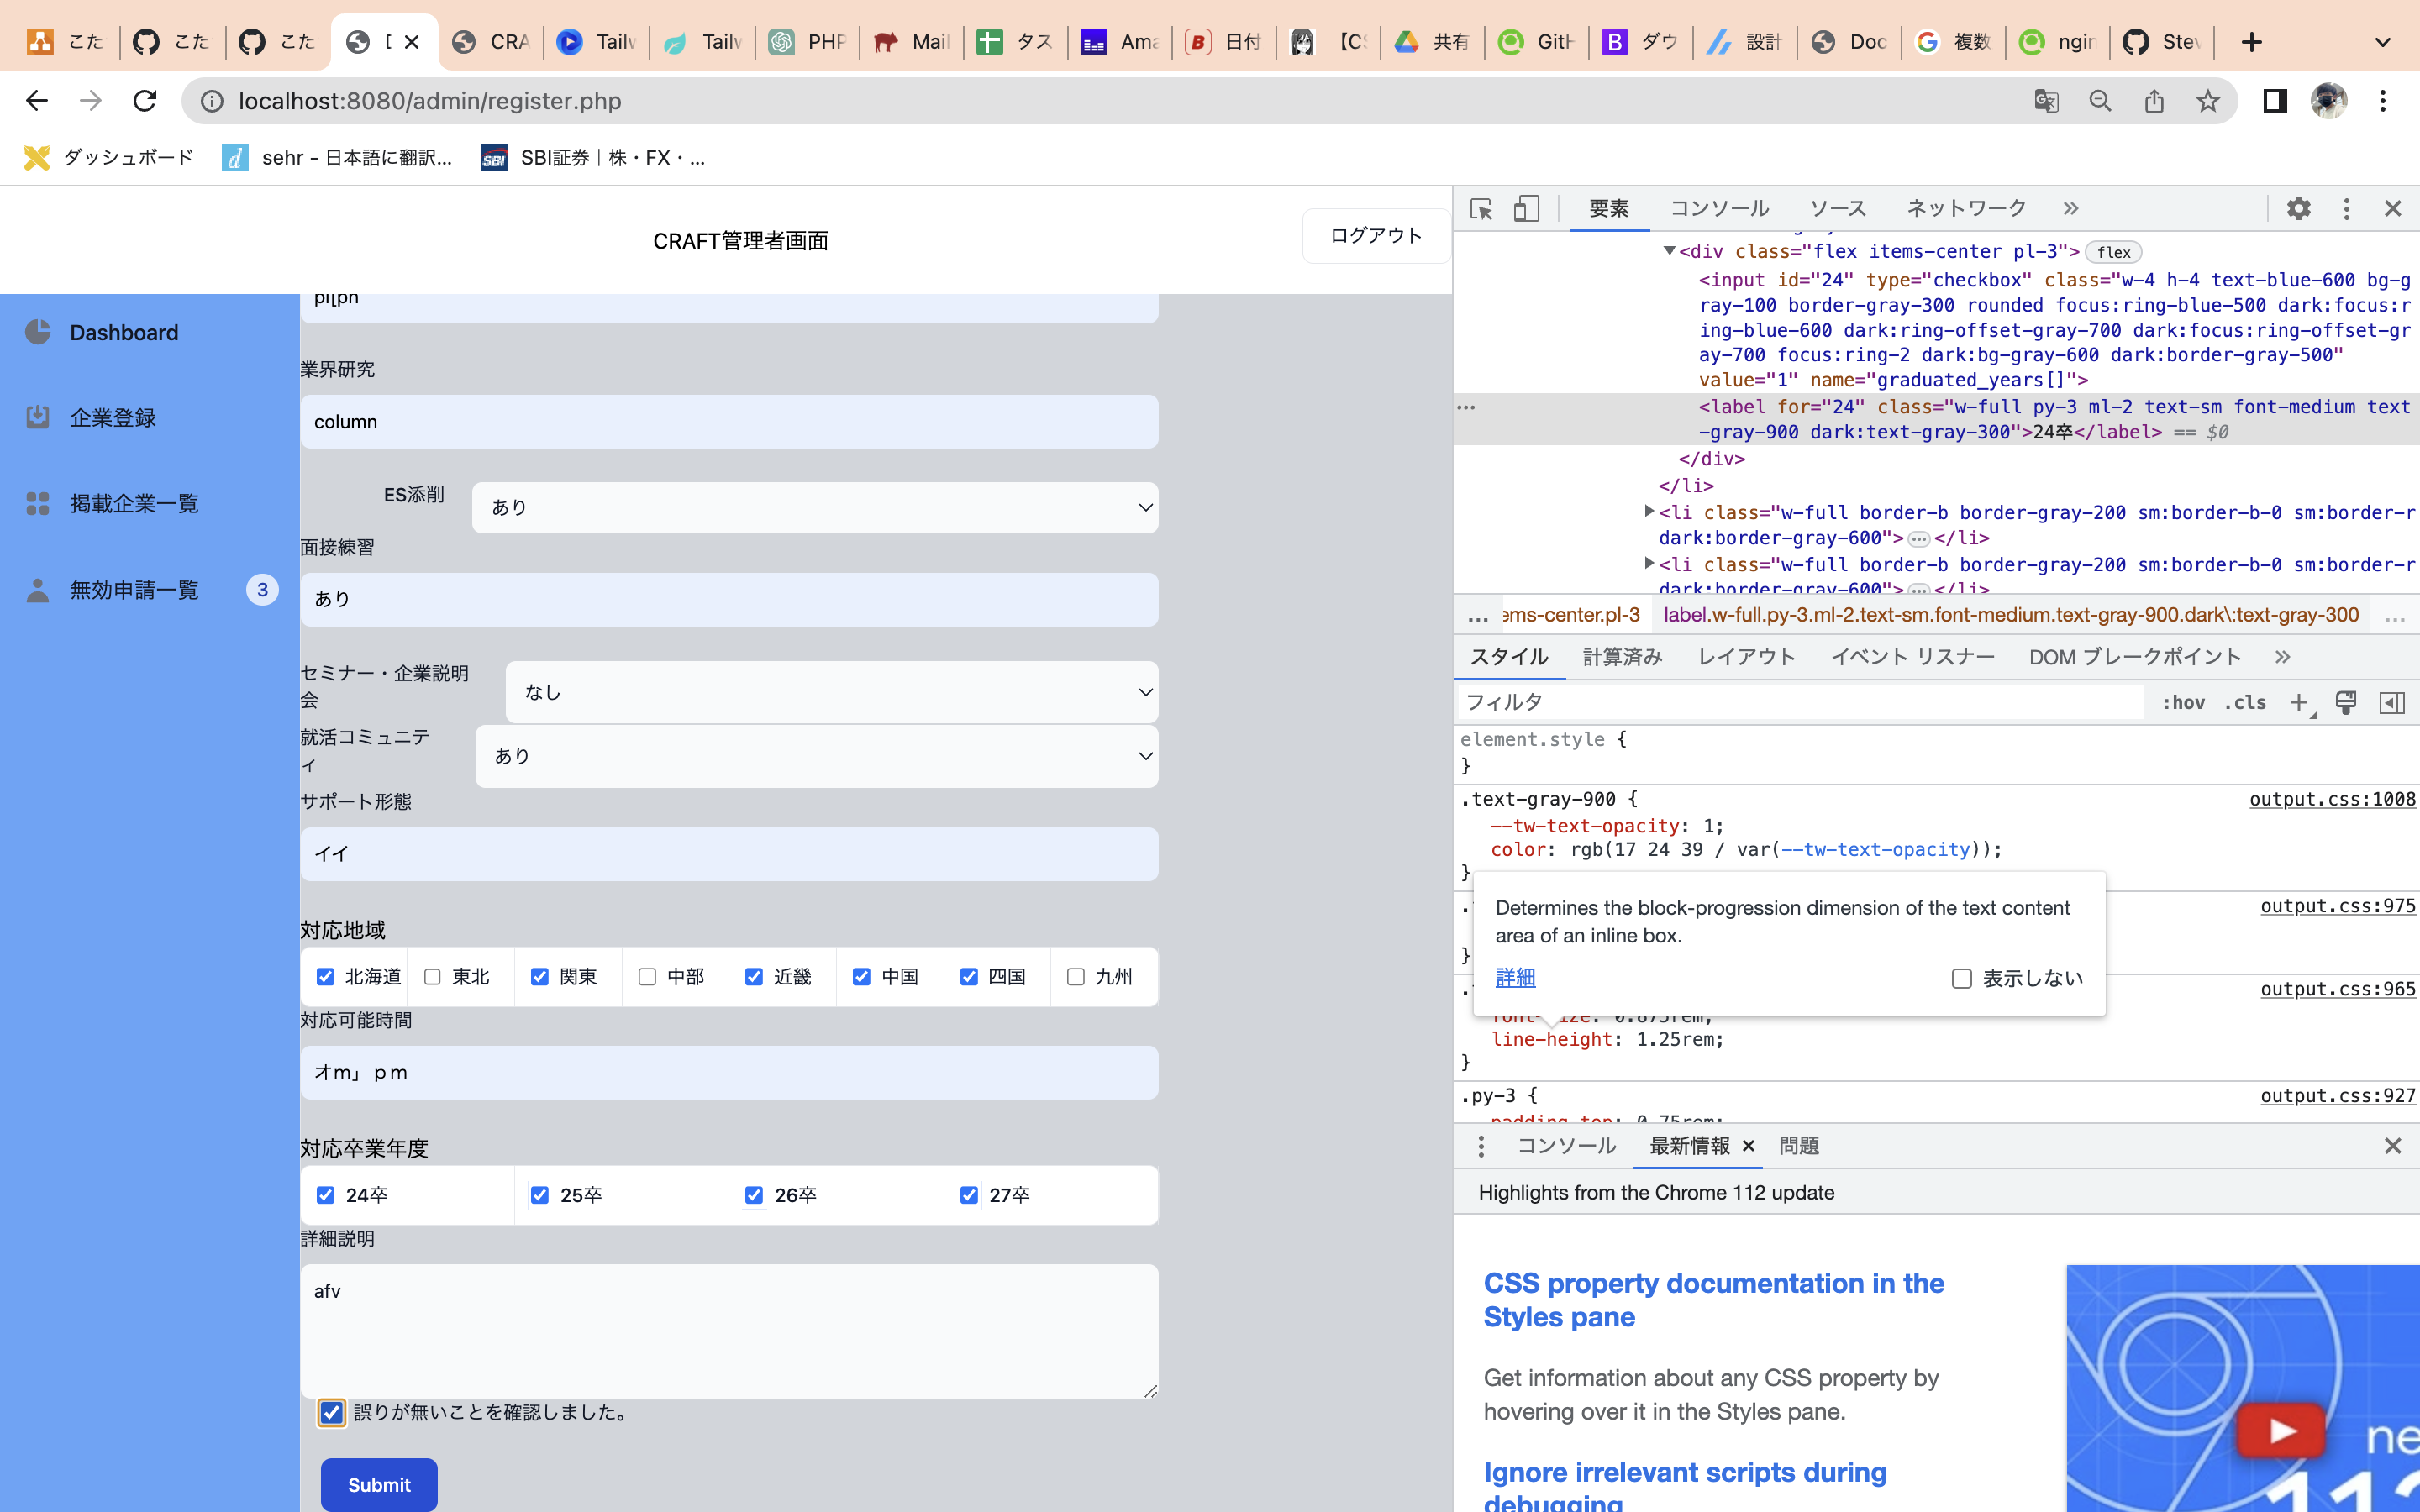 こた
こた
こた
CRA
Tailw
Tailw
PHP
Mail
タス
Ama
日付
【CS
共有
GitH
ダウ
設計
Doc
複数
ngin
Stev
localhost:8080/admin/register.php
ダッシュボード
sehr - 日本語に翻訳...
SBI証券｜株・FX・...
CRAFT管理者画面
ログアウト
Dashboard
企業登録
掲載企業一覧
無効申請一覧
3
pl[ph
業界研究
column
ES添削
あり
面接練習
あり
セミナー・企業説明
会
なし
就活コミュニテ
ィ
あり
サポート形態
イイ
対応地域
北海道
東北
関東
中部
近畿
中国
四国
九州
対応可能時間
オm」ｐm
対応卒業年度
24卒
25卒
26卒
27卒
詳細説明
afv
誤りが無いことを確認しました。
Submit
要素
コンソール
ソース
ネットワーク
<div class="flex items-center pl-3"> flex
<input id="24" type="checkbox" class="w-4 h-4 text-blue-600 bg-g
ray-100 border-gray-300 rounded focus:ring-blue-500 dark:focus:r
ing-blue-600 dark:ring-offset-gray-700 dark:focus:ring-offset-gr
ay-700 focus:ring-2 dark:bg-gray-600 dark:border-gray-500"
value="1" name="graduated_years[]">
<label for="24" class="w-full py-3 ml-2 text-sm font-medium text
-gray-900 dark:text-gray-300">24卒</label> == $0
</div>
</li>
<li class="w-full border-b border-gray-200 sm:border-b-0 sm:border-r
dark:border-gray-600"> … </li>
<li class="w-full border-b border-gray-200 sm:border-b-0 sm:border-r
dark:border-gray-600"> … </li>
... ems-center.pl-3 label.w-full.py-3.ml-2.text-sm.font-medium.text-gray-900.dark\:text-gray-300 ...
スタイル
計算済み
レイアウト
イベント リスナー
DOM ブレークポイント
フィルタ
:hov
.cls
element.style {
}
.text-gray-900 {
output.css:1008
--tw-text-opacity: 1;
color: rgb(17 24 39 / var(--tw-text-opacity));
}
output.css:975
Determines the block-progression dimension of the text content
area of an inline box.
詳細
表示しない
}
output.css:965
font-size: 0.875rem;
line-height: 1.25rem;
}
.py-3 {
output.css:927
padding-top: 0.75rem;
コンソール
最新情報
問題
Highlights from the Chrome 112 update
CSS property documentation in the
Styles pane
Get information about any CSS property by
hovering over it in the Styles pane.
Ignore irrelevant scripts during
debugging
ne
112